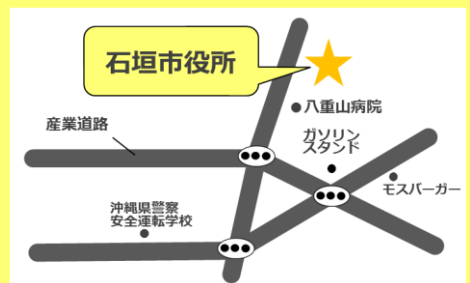 石垣市役所
八重山病院
産業道路
ガソリン
スタンド
モスバーガー
沖縄県警察
安全運転学校